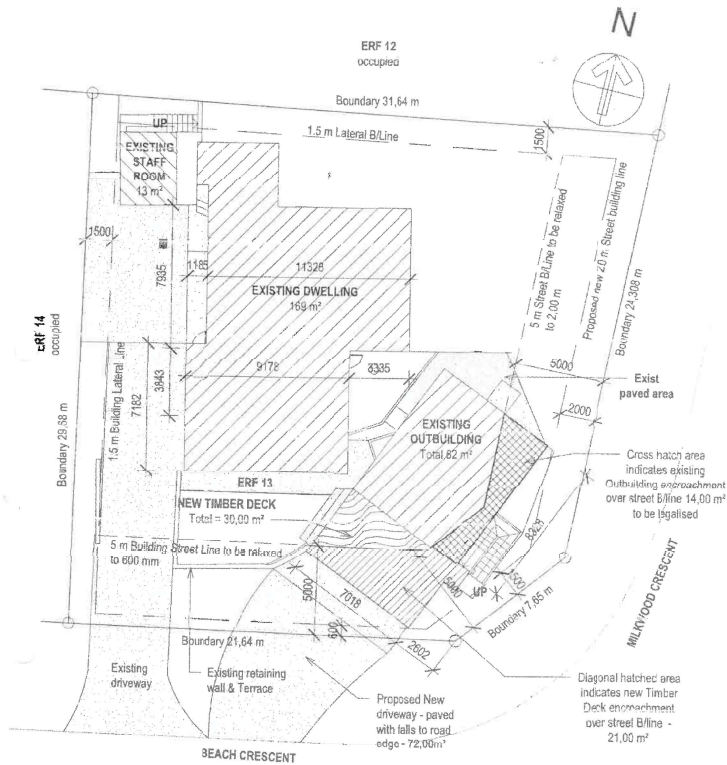 N
ERF 12
occupied
Boundary 31,64 m
1.5 m Lateral B/Line
1500
UP
EXISTING
STAFF
ROOM
13 m²
1500
7935
1185
11326
EXISTING DWELLING
169 m²
5 m Street B/Line to be relaxed
to 2,00 m
Proposed new 2.0 m Street building line
Boundary 24,308 m
ERF 14
occupied
Boundary 29,68 m
1.5 m Building Lateral Line
7182
3843
9178
3335
5000
2000
Exist
paved area
EXISTING
OUTBUILDING
Total,62 m²
Cross hatch area
indicates existing
Outbuilding encroachment
over street B/line 14,00 m²
to be legalised
ERF 13
NEW TIMBER DECK
Total = 30,00 m²
5 m Building Street Line to be relaxed
to 600 mm
5000
7018
5000
8328
1500
UP
600
2602
Boundary 7,65 m
MILKWOOD CRESCENT
Boundary 21,64 m
Existing
driveway
Existing retaining
wall & Terrace
Proposed New
driveway - paved
with falls to road
edge - 72,00m²
Diagonal hatched area
indicates new Timber
Deck encroachment
over street B/line -
21,00 m²
BEACH CRESCENT